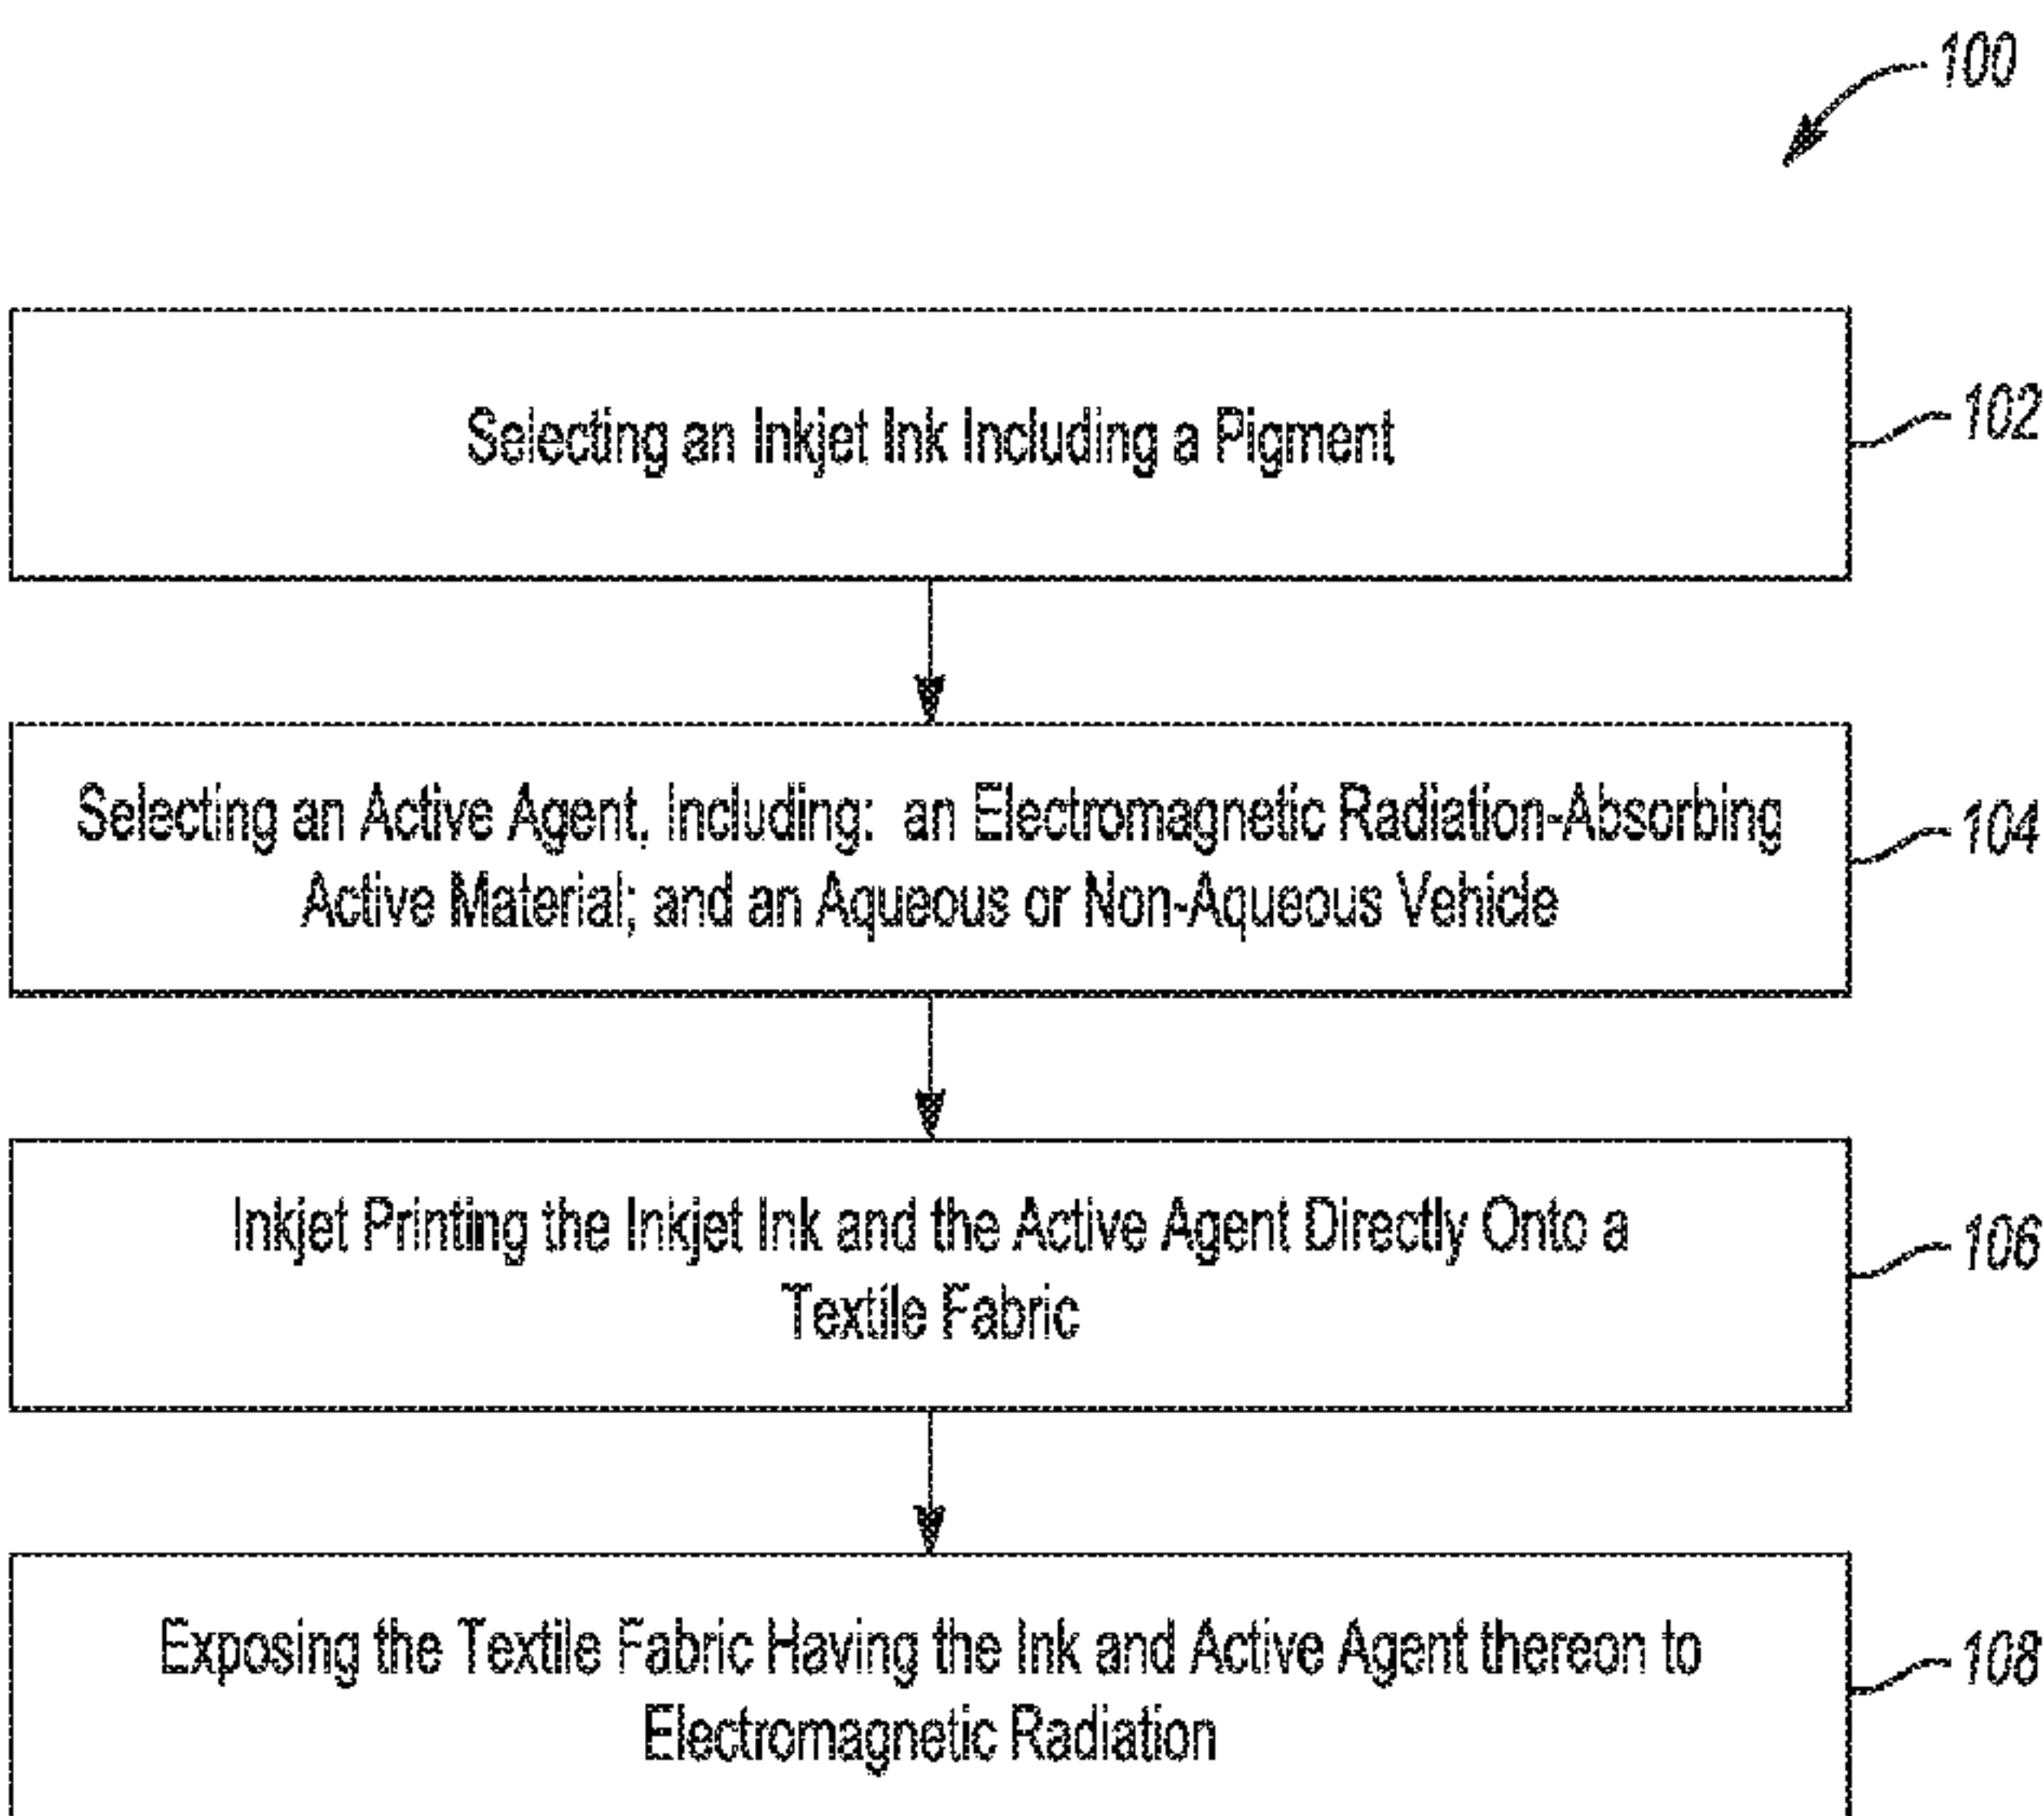 100
Selecting an Inkjet Ink Including a Pigment
102
Selecting an Active Agent, Including: an Electromagnetic Radiation-Absorbing
Active Material; and an Aqueous or Non-Aqueous Vehicle
104
Inkjet Printing the Inkjet Ink and the Active Agent Directly Onto a
Textile Fabric
106
Exposing the Textile Fabric Having the Ink and Active Agent thereon to
Electromagnetic Radiation
108